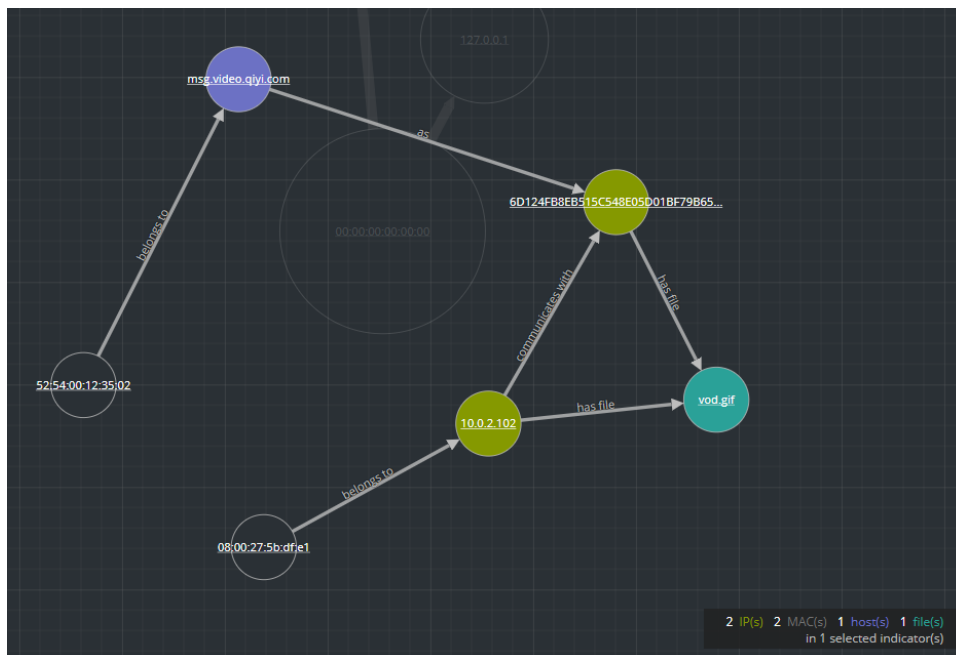 127.0.0.1
msg.video.qiyi.com
as
6D124FB8EB515C548E05D01BF79B65...
belongs to
00:00:00:00:00:00
communicates with
has file
52:54:00:12:35:02
vod.gif
has file
10.0.2.102
belongs to
08:00:27:5b:df:e1
2 IP(s) 2 MAC(s) 1 host(s) 1 file(s)
in 1 selected indicator(s)